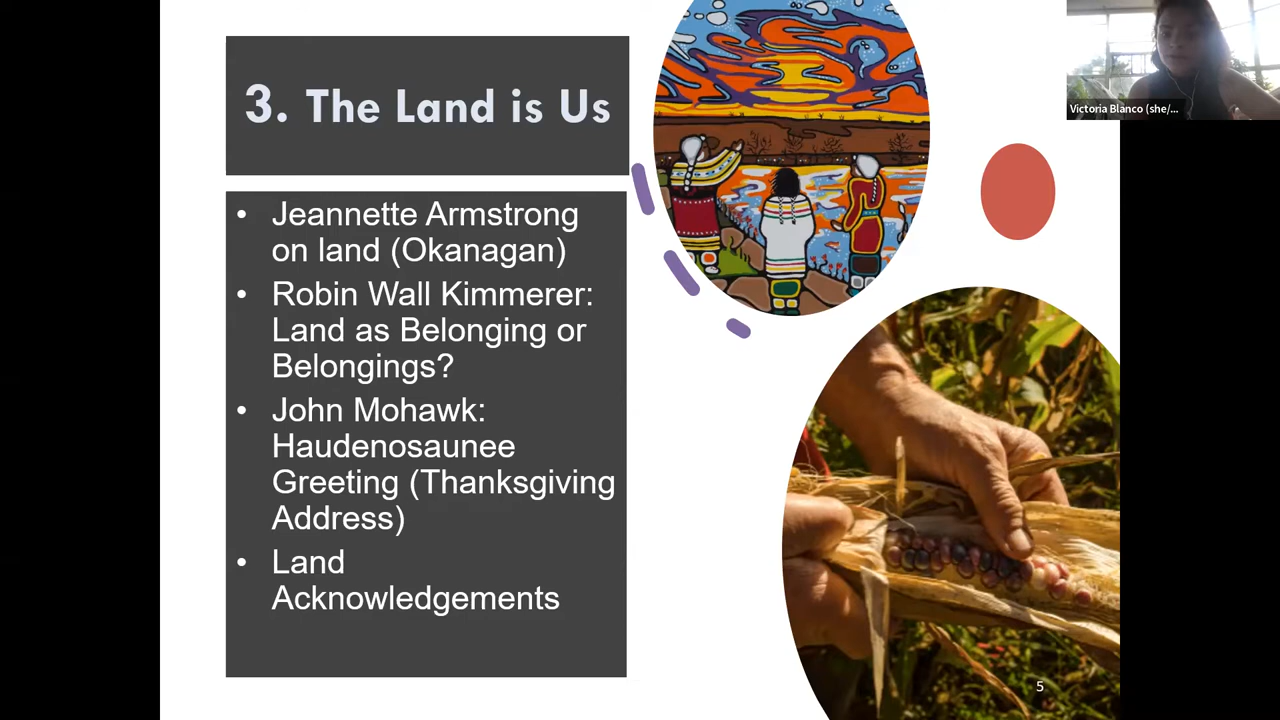 3. The Land is Us
• Jeannette Armstrong
on land (Okanagan)
• Robin Wall Kimmerer:
Land as Belonging or
Belongings?
• John Mohawk:
Haudenosaunee
Greeting (Thanksgiving
Address)
• Land
Acknowledgements
Victoria Blanco (she/...
5